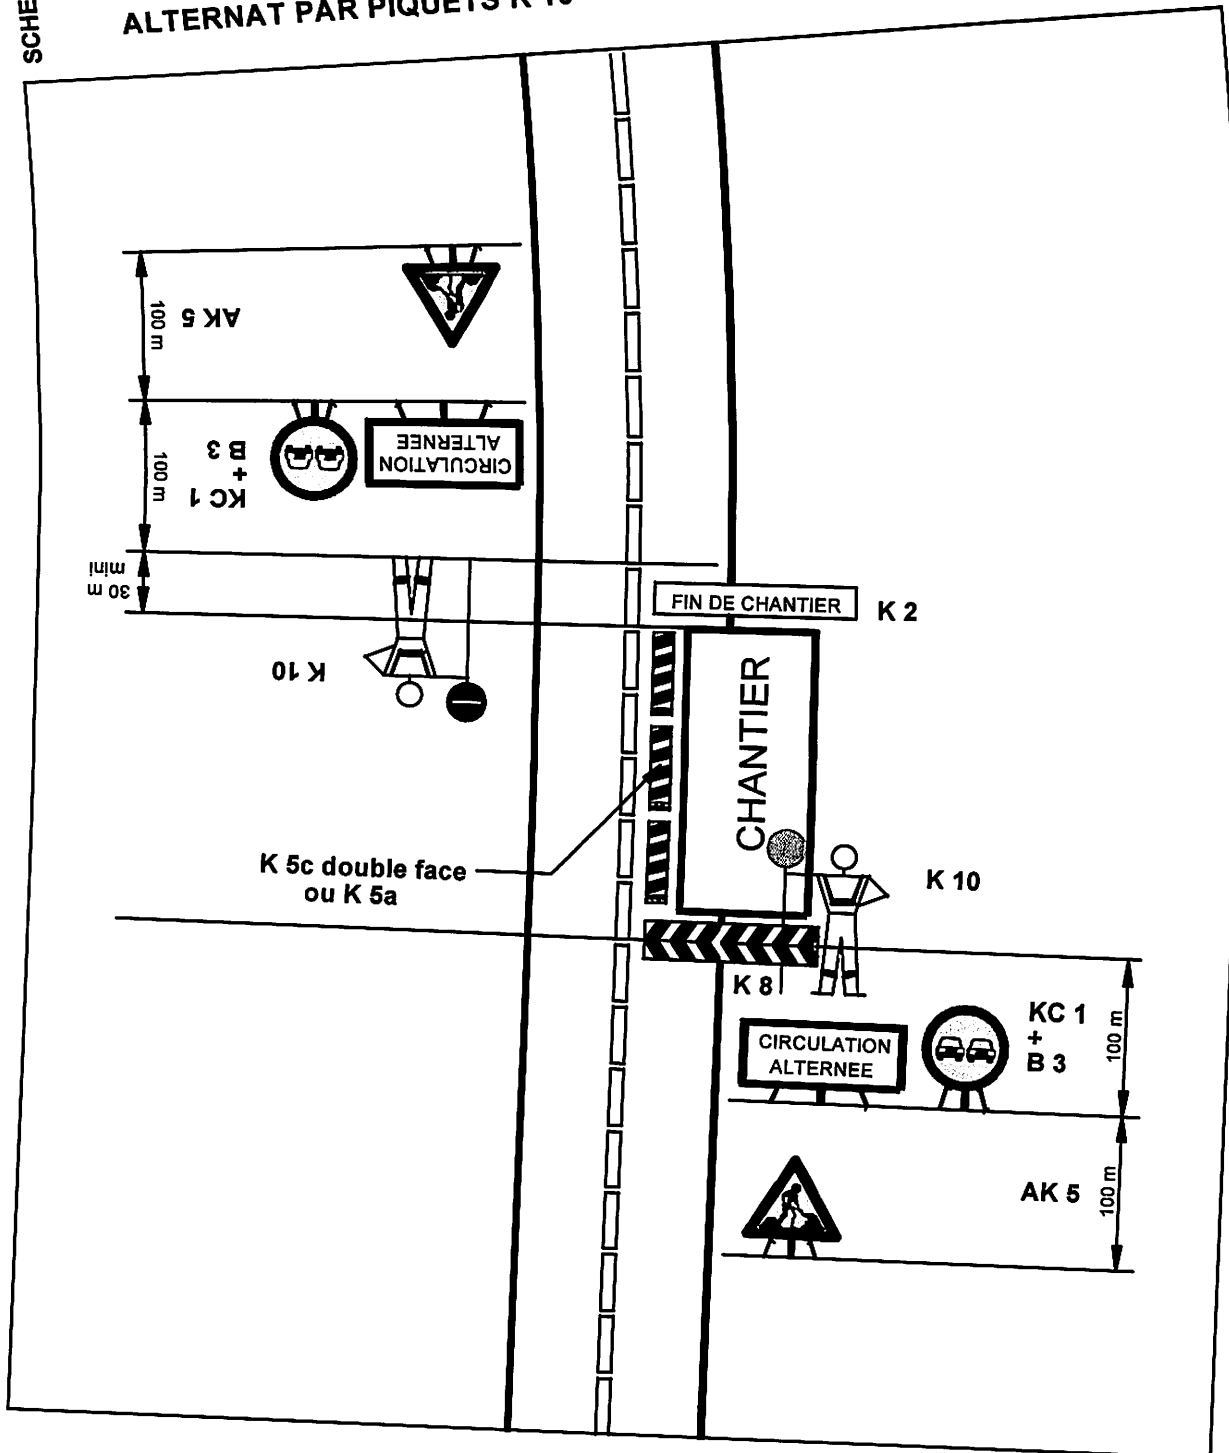 ALTERNAT PAR PIQUETS K 10
AK 5
100 m
CIRCULATION
ALTERNEE
KC 1
+
B 3
100 m
30 m
mini
FIN DE CHANTIER
K 2
K 10
CHANTIER
K 5c double face
ou K 5a
K 10
K 8
CIRCULATION
ALTERNEE
KC 1
+
B 3
100 m
AK 5
100 m